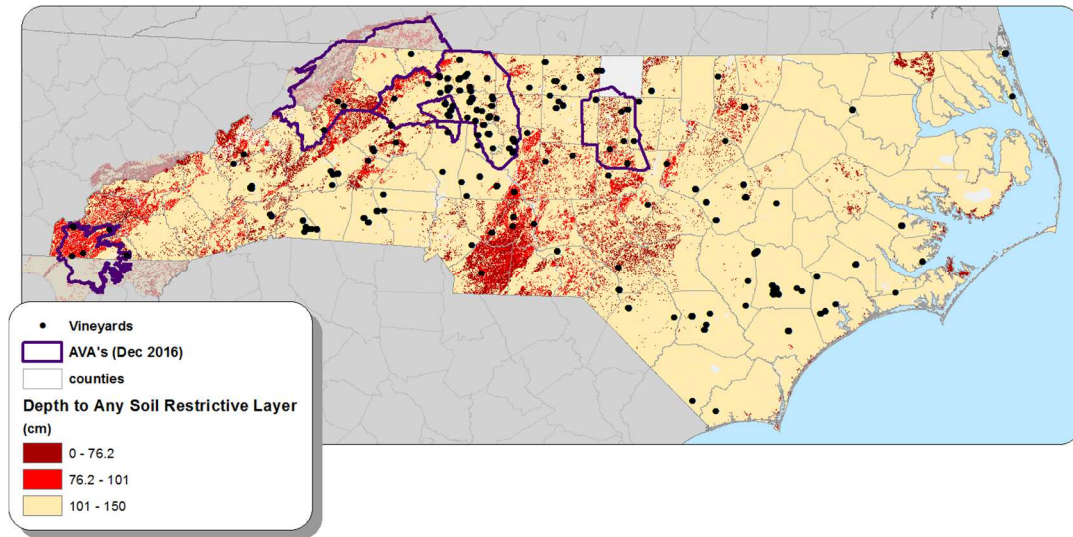 Vineyards
AVA's (Dec 2016)
counties
Depth to Any Soil Restrictive Layer
(cm)
0 - 76.2
76.2 - 101
101 - 150